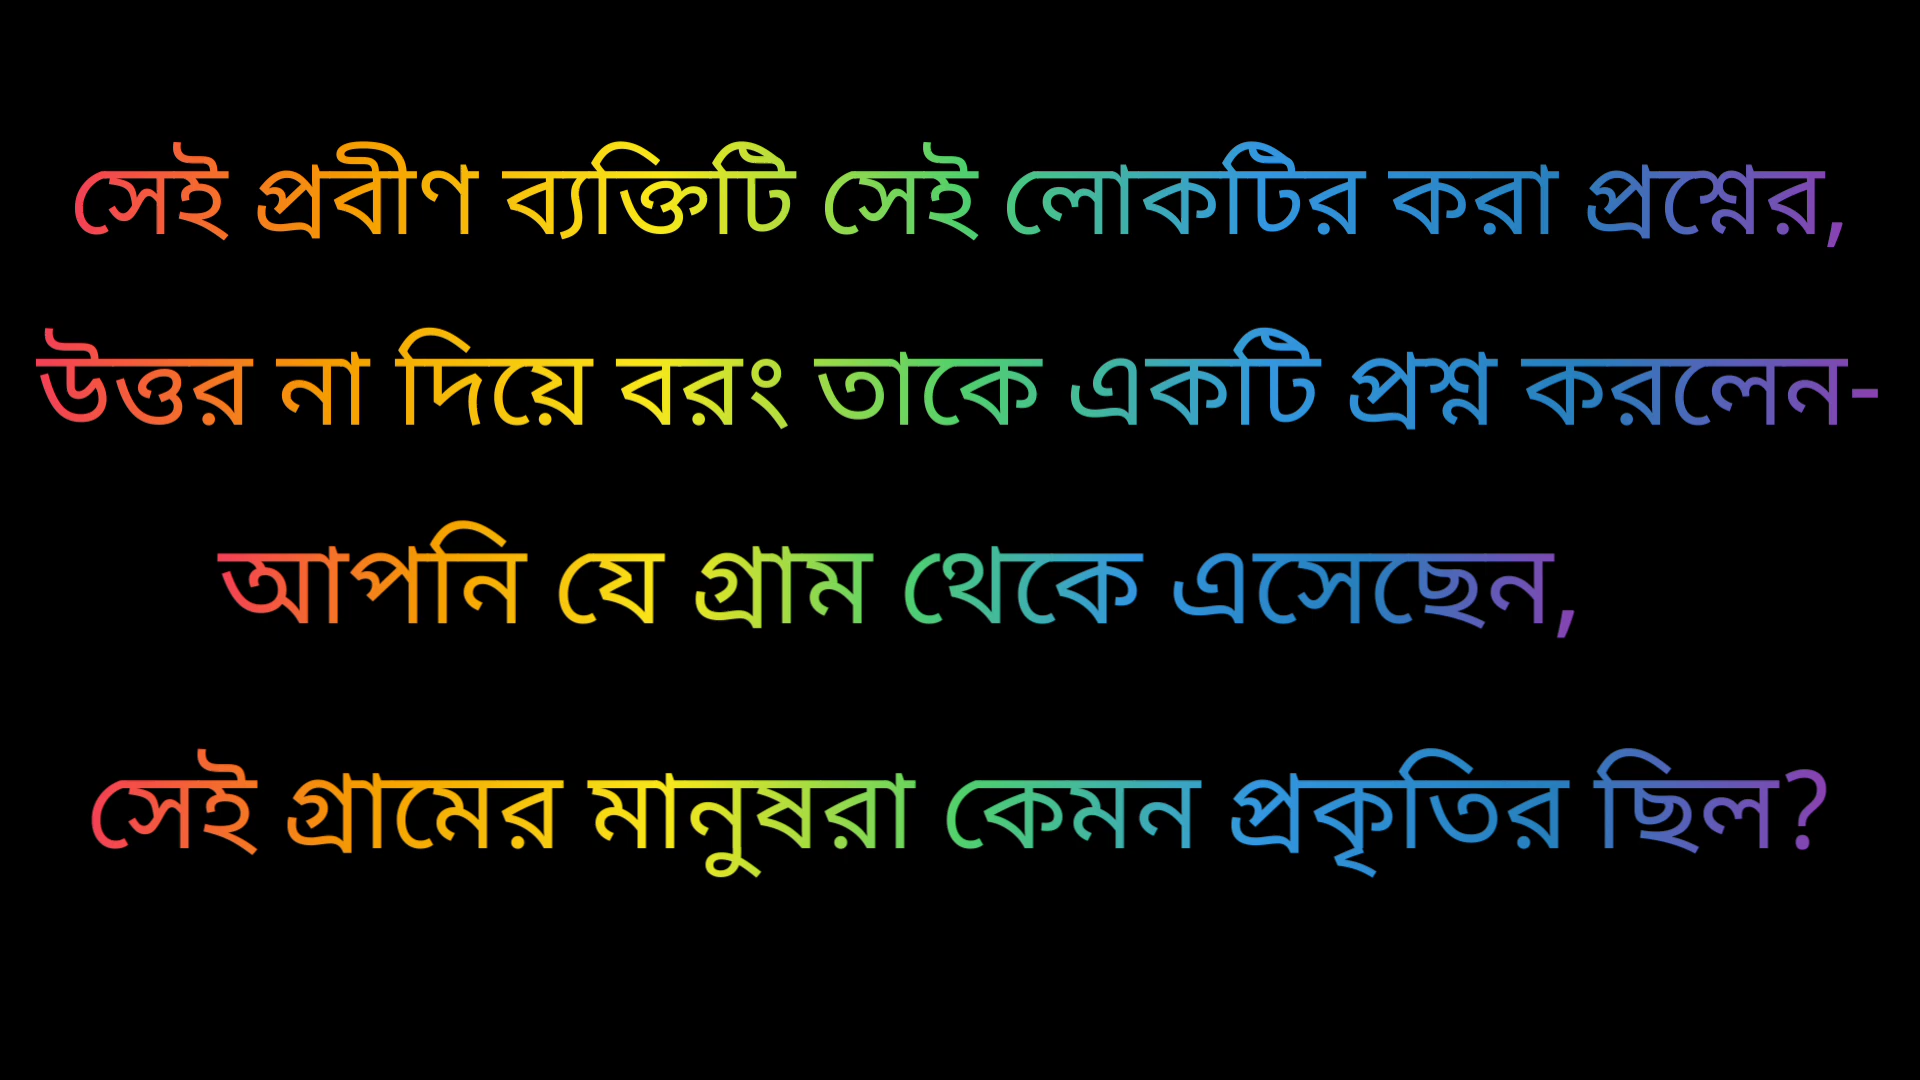 সেই প্রবীণ ব্যক্তিটি সেই লোকটির করা প্রশ্নের,
উত্তর না দিয়ে বরং তাকে একটি প্রশ্ন করলেন-
আপনি যে গ্রাম থেকে এসেছেন,
সেই গ্রামের মানুষরা কেমন প্রকৃতির ছিল?